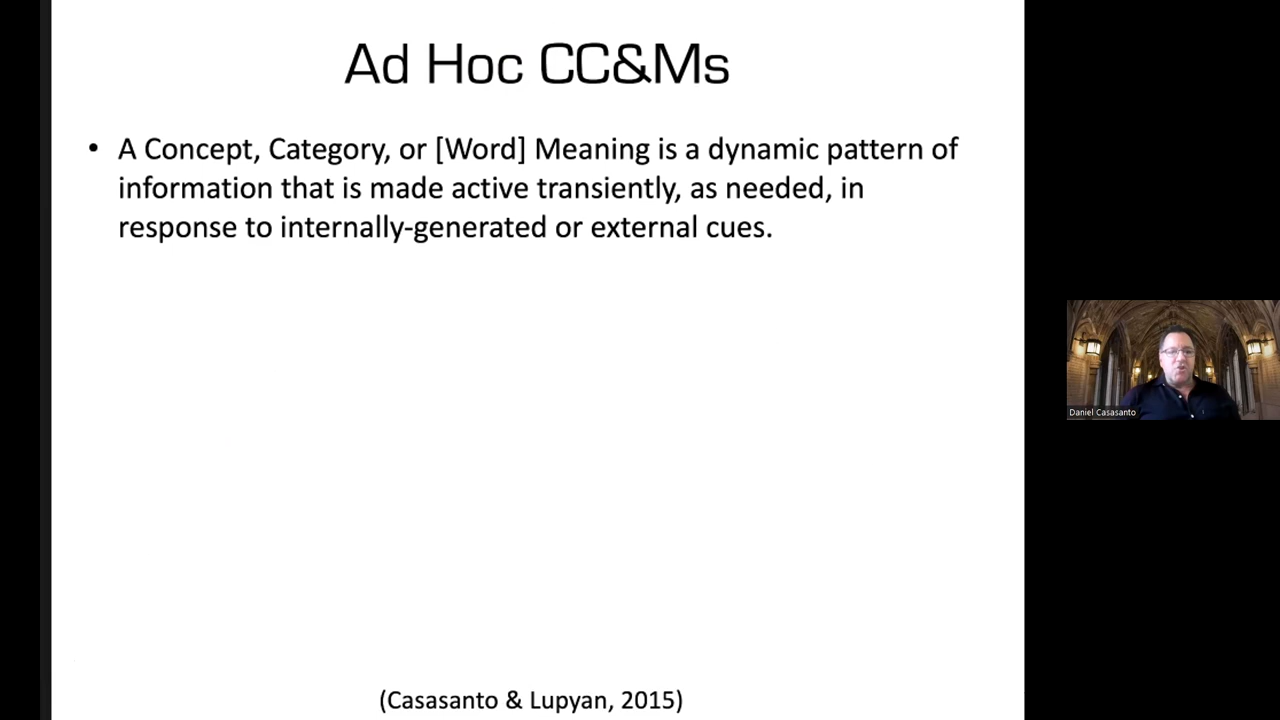 Ad Hoc CC&Ms
• A Concept, Category, or [Word] Meaning is a dynamic pattern of
information that is made active transiently, as needed, in
response to internally-generated or external cues.
Daniel Casasanto
(Casasanto & Lupyan, 2015)